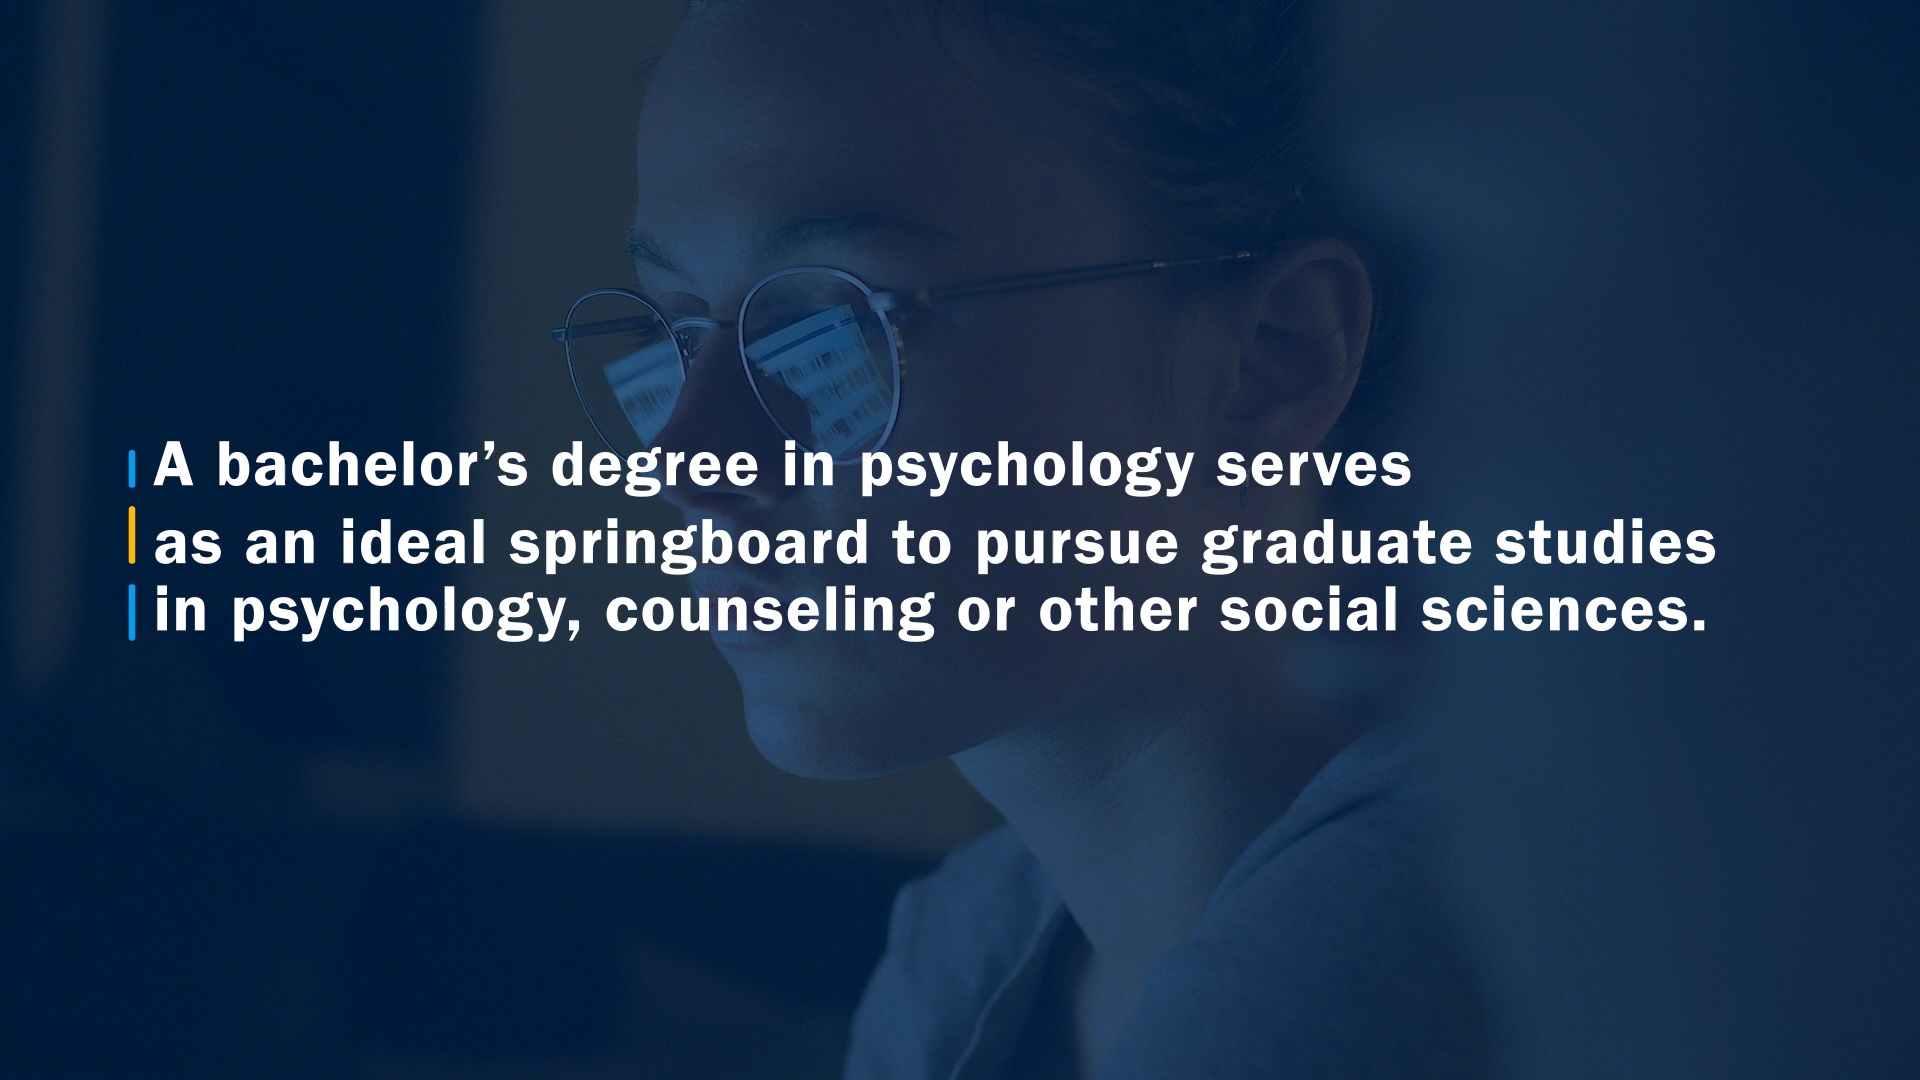 A bachelor’s degree in psychology serves
as an ideal springboard to pursue graduate studies
in psychology, counseling or other social sciences.